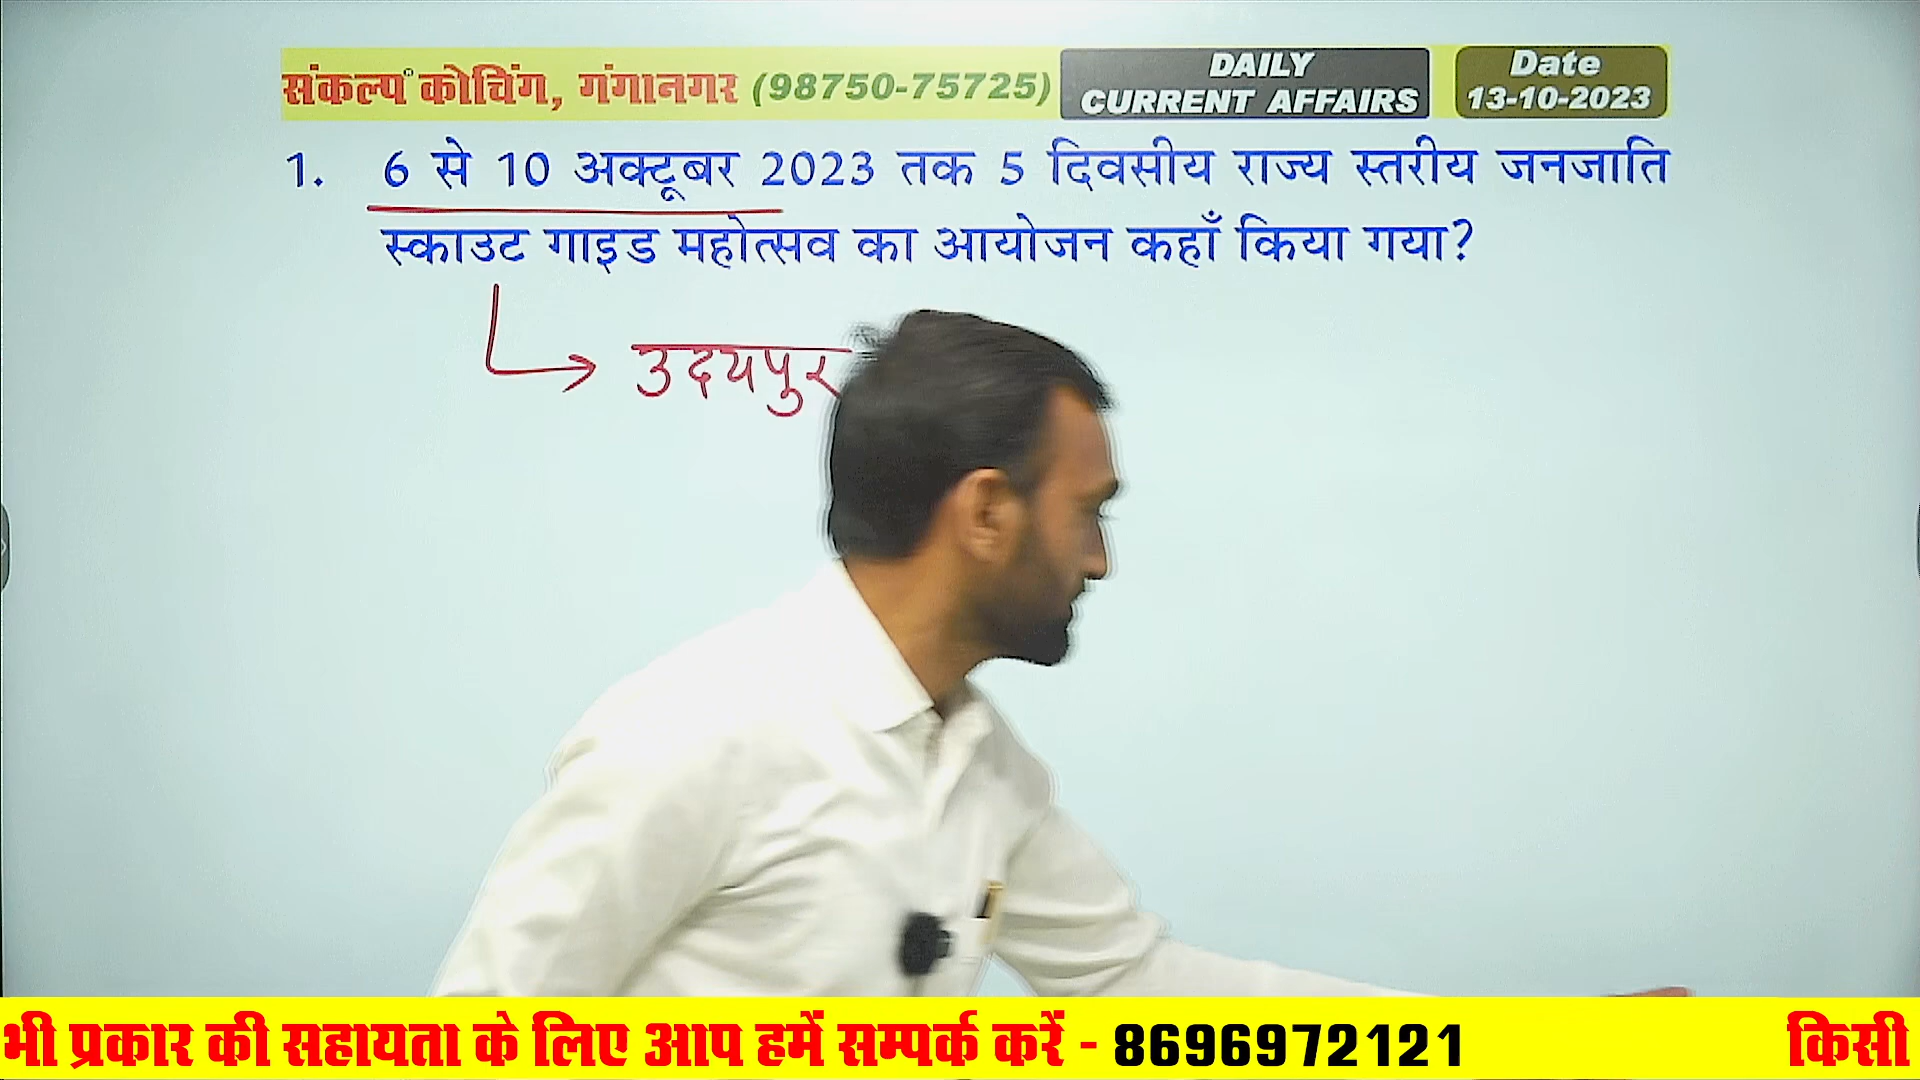 संकल्प कोचिंग, गंगानगर (98750-75725)
DAILY
CURRENT AFFAIRS
Date
13-10-2023
1. 6 से 10 अक्टूबर 2023 तक 5 दिवसीय राज्य स्तरीय जनजाति
स्काउट गाइड महोत्सव का आयोजन कहाँ किया गया?
उदयपुर
भी प्रकार की सहायता के लिए आप हमें सम्पर्क करें - 8696972121 किसी